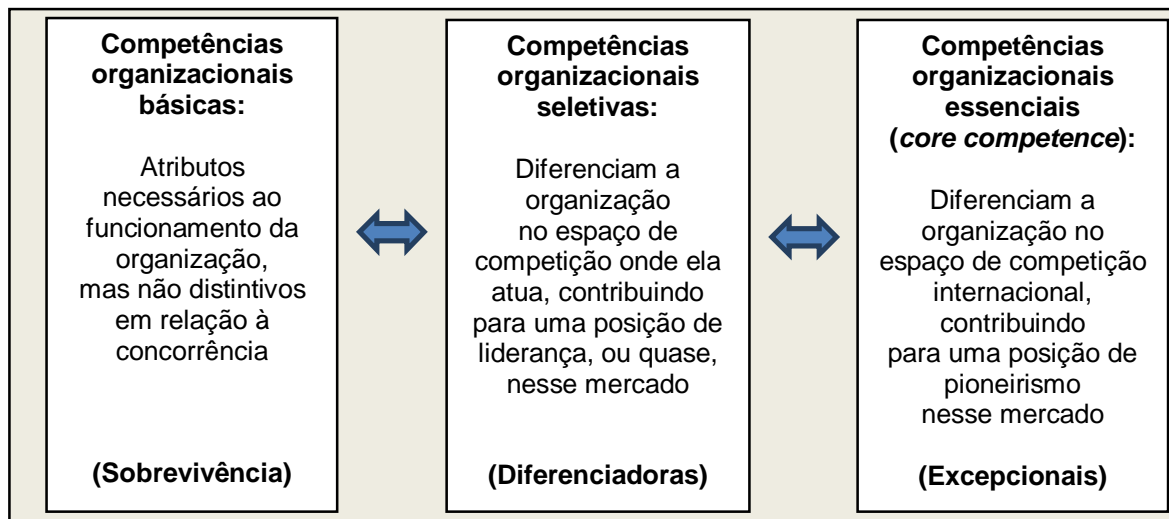 Competências
organizacionais
básicas:
Atributos
necessários ao
funcionamento da
organização,
mas não distintivos
em relação à
concorrência
(Sobrevivência)
Competências
organizacionais
seletivas:
Diferenciam a
organização
no espaço de
competição onde ela
atua, contribuindo
para uma posição de
liderança, ou quase,
nesse mercado
(Diferenciadoras)
Competências
organizacionais
essenciais
(core competence):
Diferenciam a
organização no
espaço de competição
internacional,
contribuindo
para uma posição de
pioneirismo
nesse mercado
(Excepcionais)